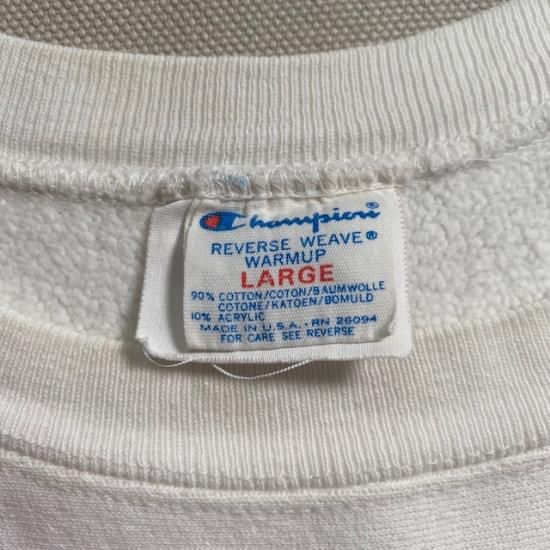 Champion
REVERSE WEAVE®
WARMUP
LARGE
90% COTTON/COTON/BAUMWOLLE
COTONE/KATOEN/BOMULD
10% ACRYLIC
MADE IN U.S.A. · RN 26094
FOR CARE SEE REVERSE